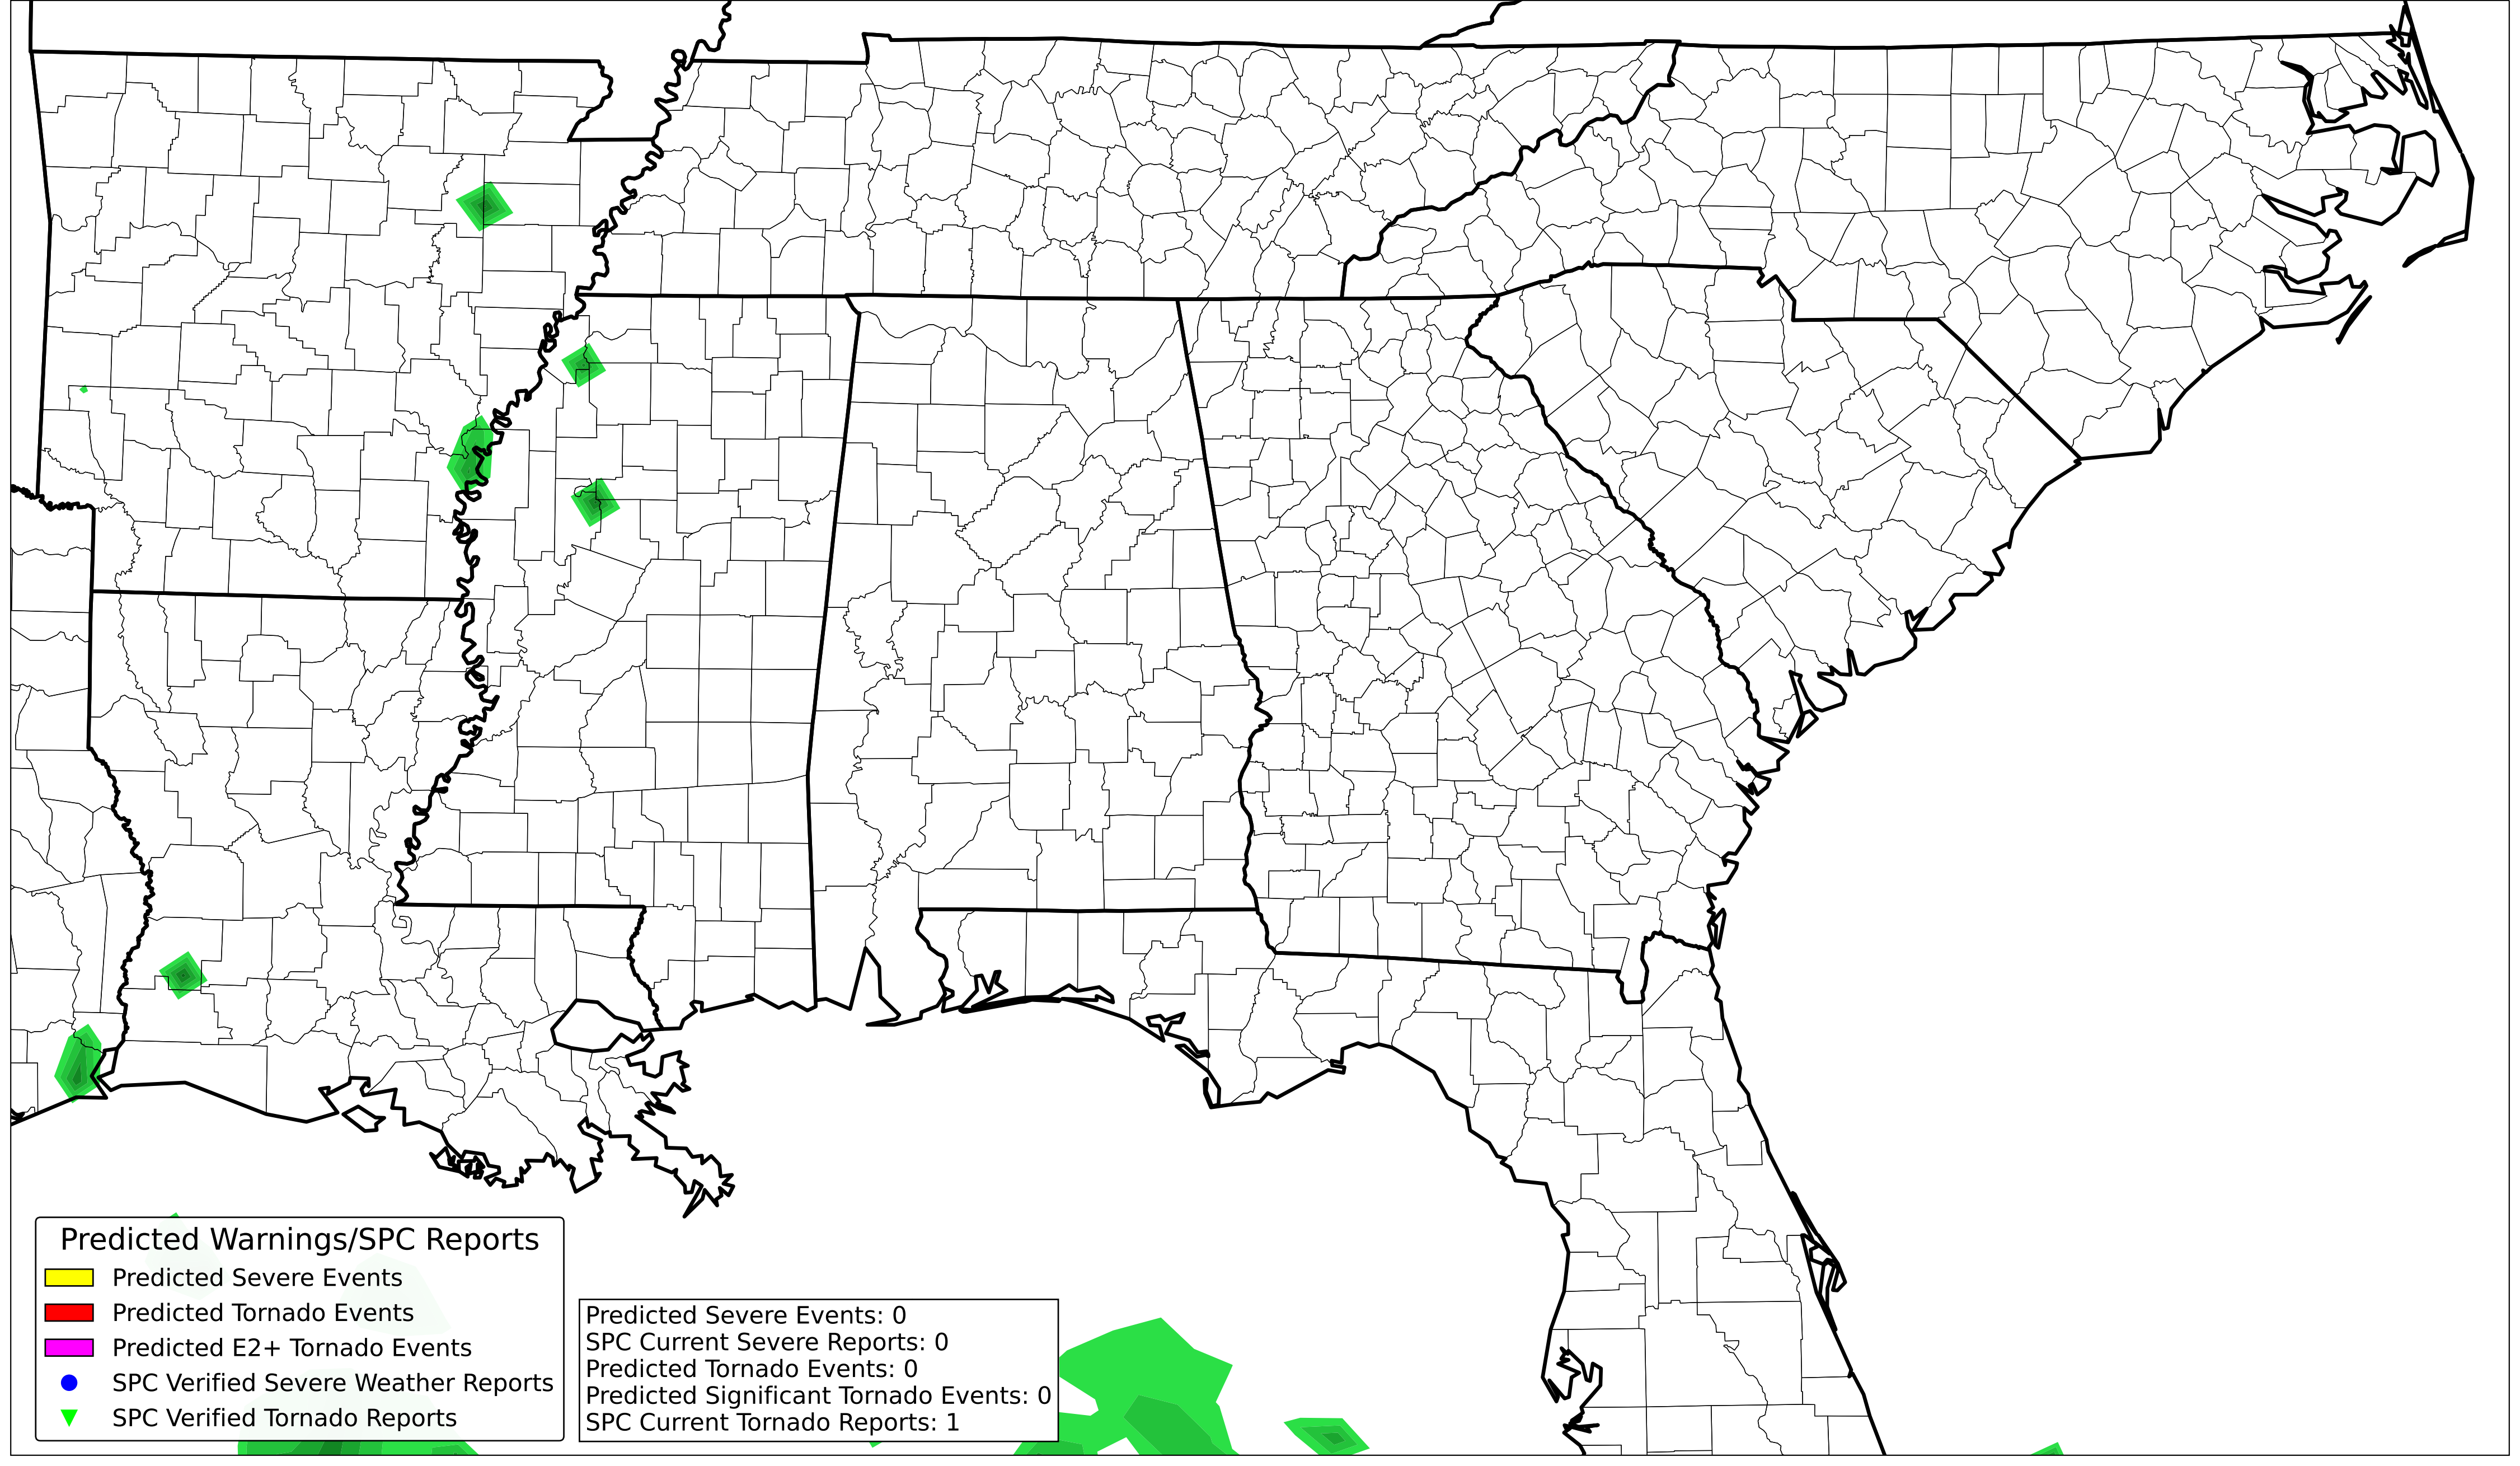 Predicted Warnings/SPC Reports
Predicted Severe Events
Predicted Tornado Events
Predicted E2+ Tornado Events
SPC Verified Severe Weather Reports
SPC Verified Tornado Reports
Predicted Severe Events: 0
SPC Current Severe Reports: 0
Predicted Tornado Events: 0
Predicted Significant Tornado Events: 0
SPC Current Tornado Reports: 1